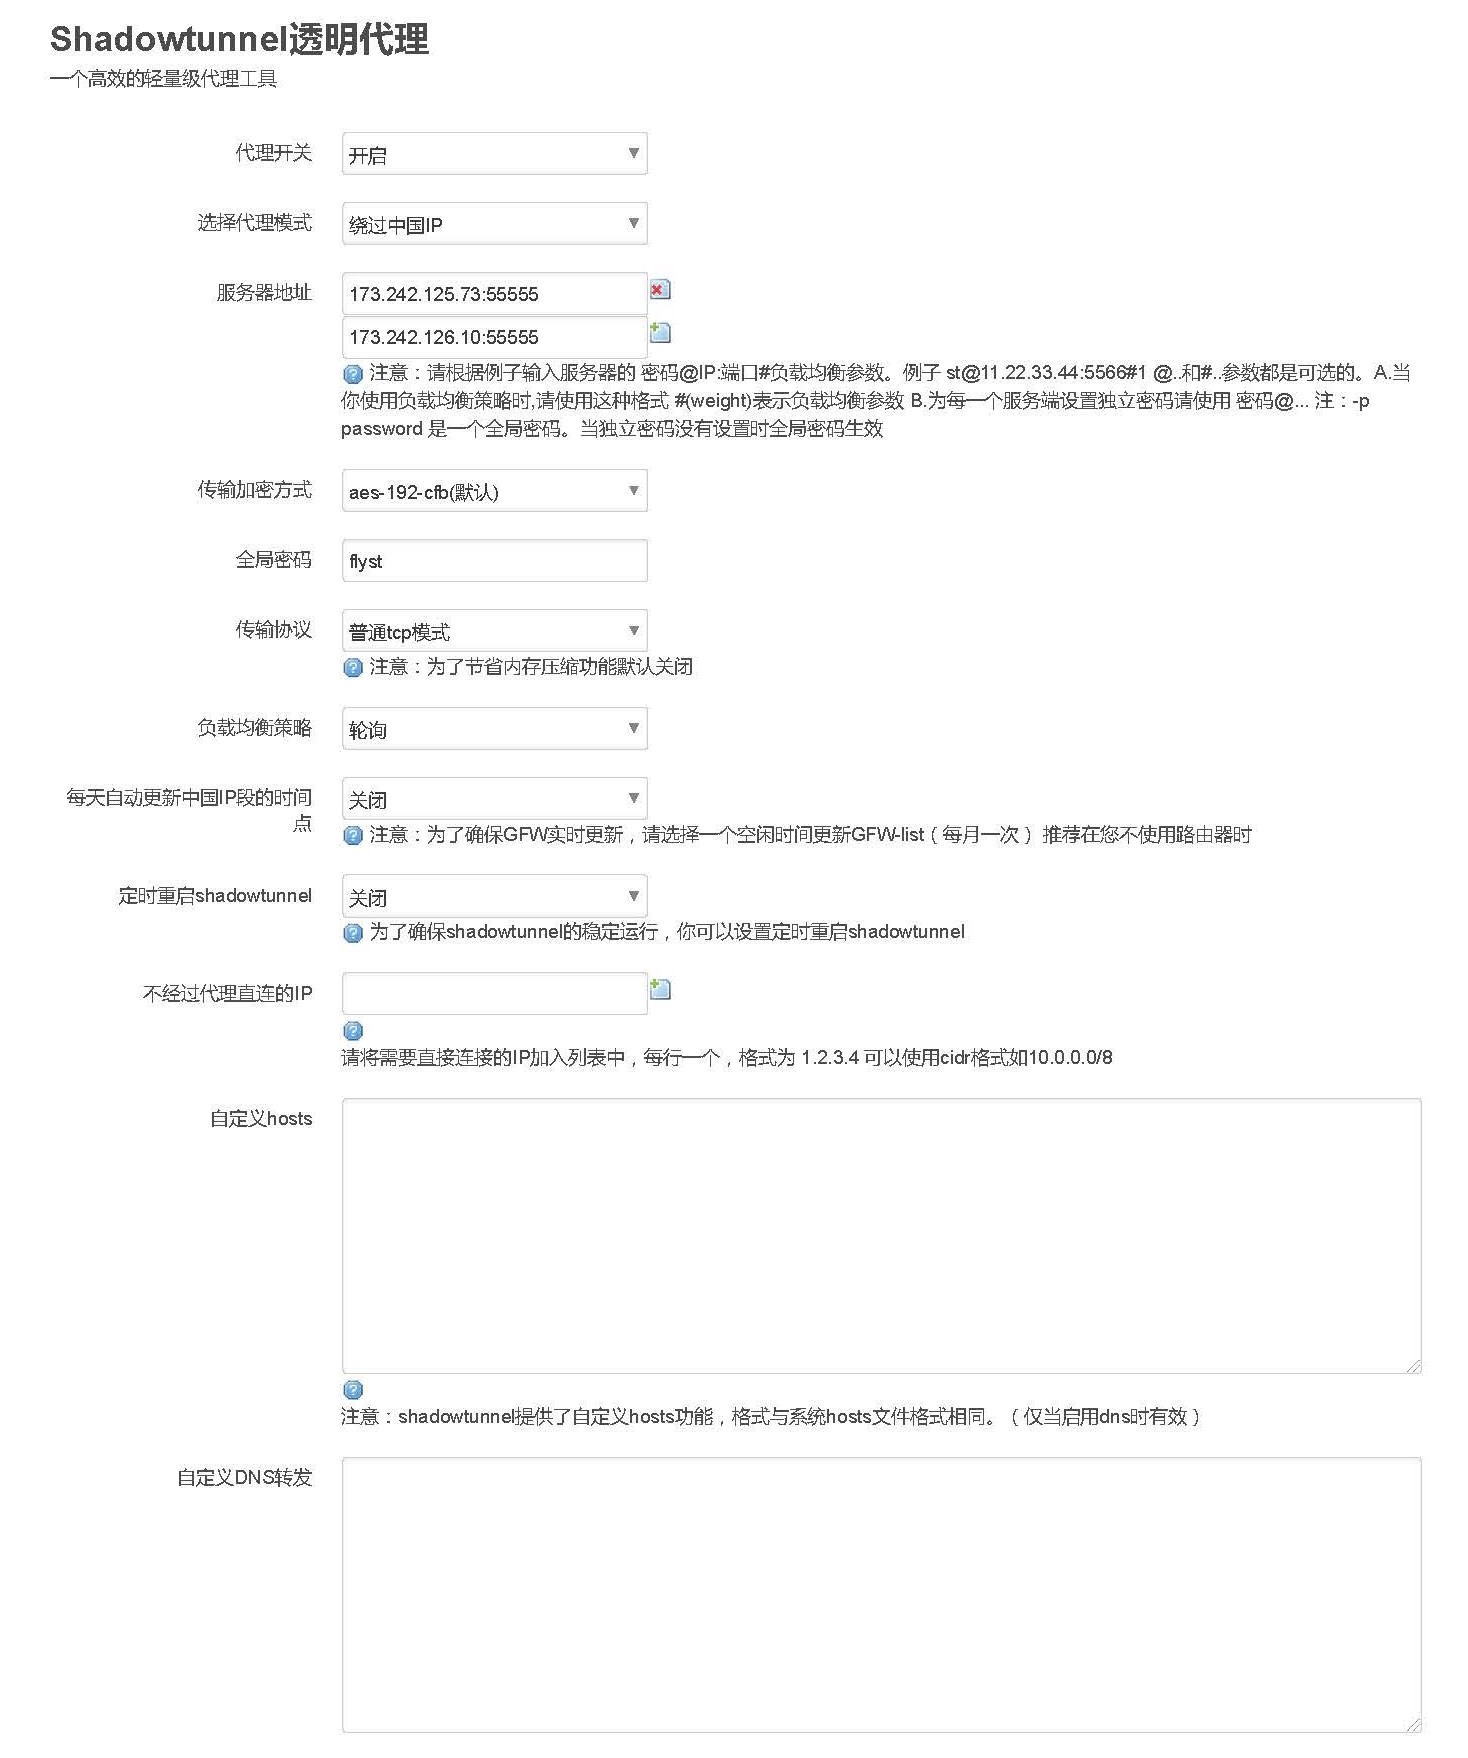 Shadowtunnel透明代理
一个高效的轻量级代理工具
代理开关
开启
选择代理模式
绕过中国IP
服务器地址
173.242.125.73:55555
173.242.126.10:55555
注意：请根据例子输入服务器的 密码@IP:端口#负载均衡参数。例子 st@11.22.33.44:5566#1 @..和#..参数都是可选的。A.当
你使用负载均衡策略时,请使用这种格式 #(weight)表示负载均衡参数 B.为每一个服务端设置独立密码请使用 密码@... 注：-p
password 是一个全局密码。当独立密码没有设置时全局密码生效
传输加密方式
aes-192-cfb(默认)
全局密码
flyst
传输协议
普通tcp模式
注意：为了节省内存压缩功能默认关闭
负载均衡策略
轮询
每天自动更新中国IP段的时间
点
关闭
注意：为了确保GFW实时更新，请选择一个空闲时间更新GFW-list（每月一次） 推荐在您不使用路由器时
定时重启shadowtunnel
关闭
为了确保shadowtunnel的稳定运行，你可以设置定时重启shadowtunnel
不经过代理直连的IP
请将需要直接连接的IP加入列表中，每行一个，格式为 1.2.3.4 可以使用cidr格式如10.0.0.0/8
自定义hosts
注意：shadowtunnel提供了自定义hosts功能，格式与系统hosts文件格式相同。（仅当启用dns时有效）
自定义DNS转发